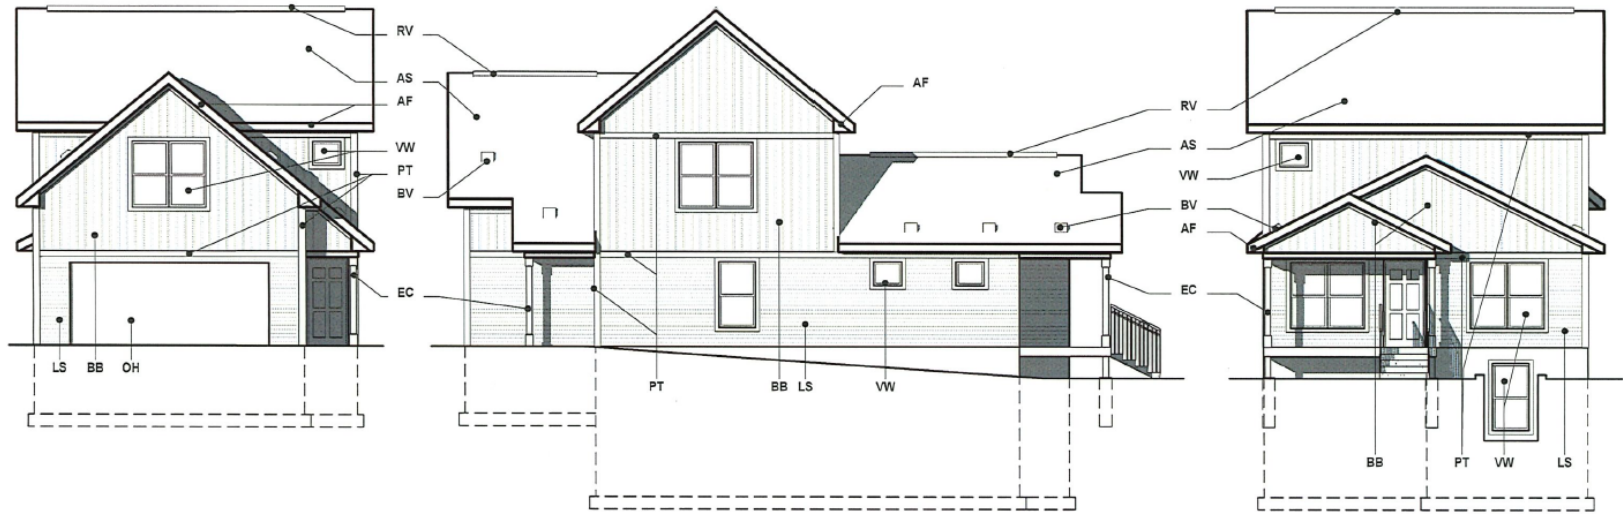 RV
AS
AF
VW
PT
BV
EC
LS BB OH
AF
PT BB LS VW
RV
AS
VW
BV
AF
EC
BB PT VW LS